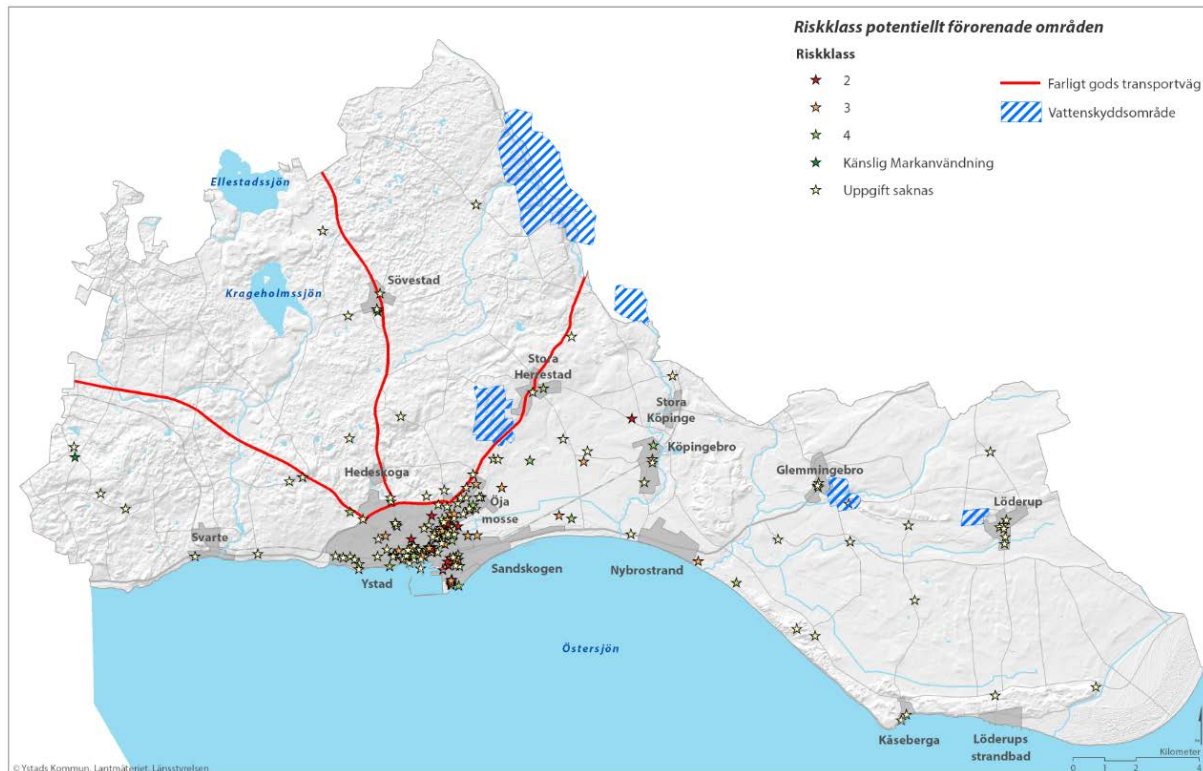 Riskklass potentiellt förorenade områden
Riskklass
2
3
4
Känslig Markanvändning
Uppgift saknas
Farligt gods transportväg
Vattenskyddsområde
Ellestadssjön
Krageholmssjön
Sövestad
Stora
Herrestad
Stora
Köpinge
Köpingebro
Hedeskoga
Glemmingebro
Öja
mosse
Löderup
Svarte
Ystad
Sandskogen
Nybrostrand
Östersjön
Kåseberga
Löderups
strandbad
Kilometer
0 1 2 4
© Ystads Kommun, Lantmäteriet, Länsstyrelsen